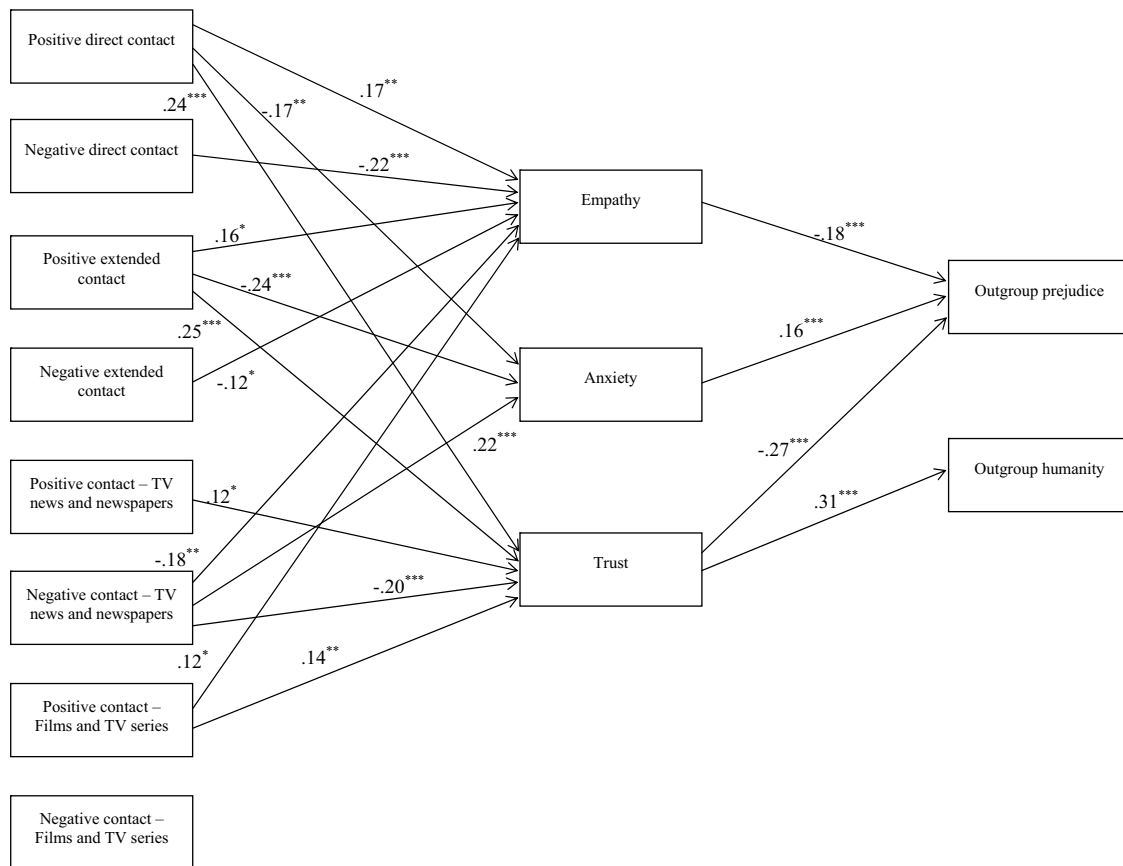 Positive direct contact
.17**
.24***
-.17**
Negative direct contact
-.22***
Empathy
.16*
-.18***
Positive extended
contact
-.24***
Outgroup prejudice
.25***
.16***
Negative extended
contact
-.12*
Anxiety
.22***
-.27***
Outgroup humanity
Positive contact – TV
news and newspapers
.12*
.31***
-.18**
Trust
Negative contact – TV
news and newspapers
-.20***
.12*
.14**
Positive contact –
Films and TV series
Negative contact –
Films and TV series